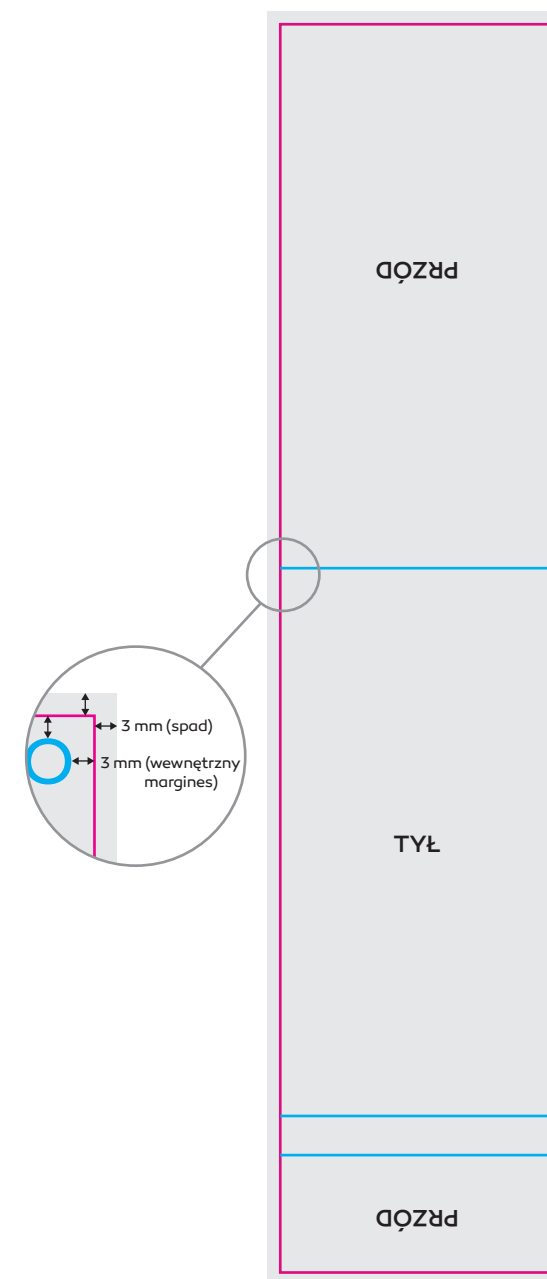 PRZÓD
3 mm (spad)
3 mm (wewnętrzny
margines)
TYŁ
PRZÓD